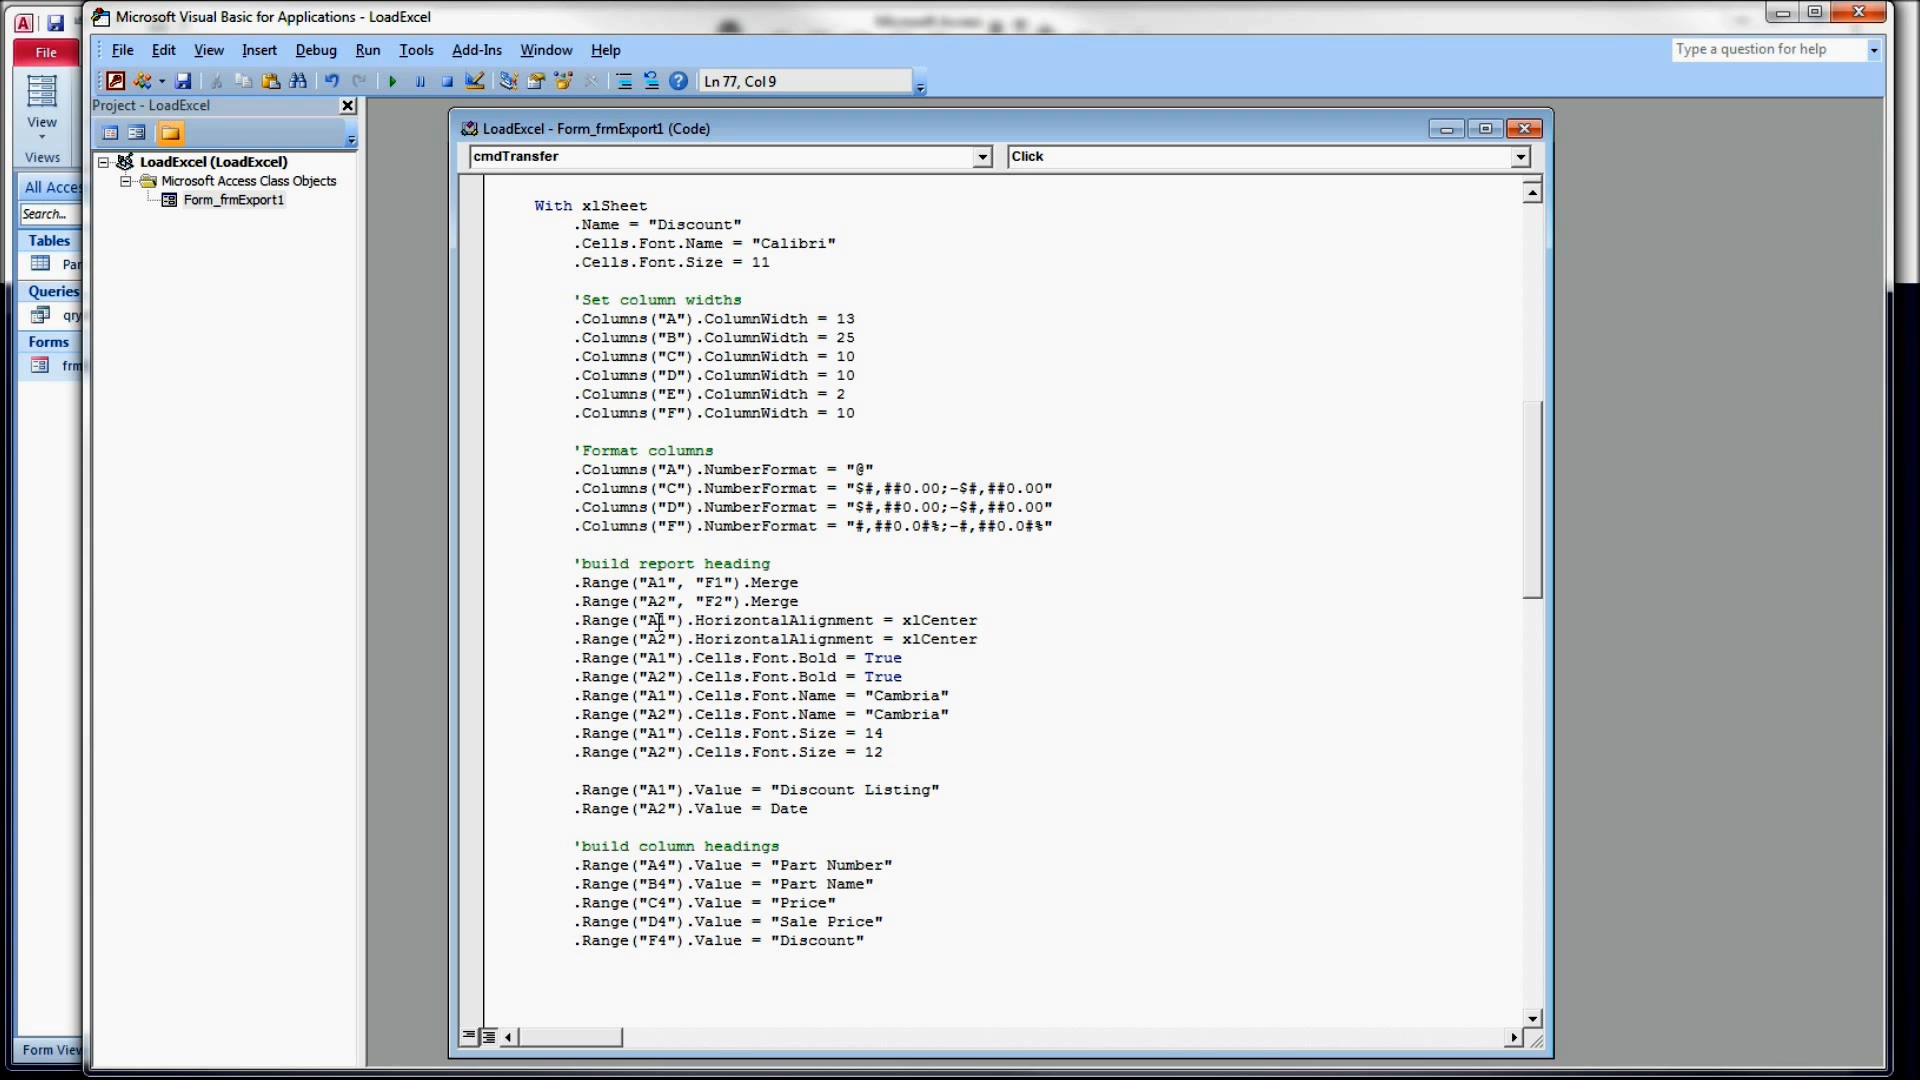 Microsoft Visual Basic for Applications - LoadExcel
File
File Edit View Insert Debug Run Tools Add-Ins Window Help
Type a question for help
Ln 77, Col 9
Project - LoadExcel
View
Views
LoadExcel (LoadExcel)
Microsoft Access Class Objects
Form_frmExport1
All Acce
Search...
Tables
Par
Queries
qry
Forms
frm
Form View
LoadExcel - Form_frmExport1 (Code)
cmdTransfer
Click
With xlSheet
.Name = "Discount"
.Cells.Font.Name = "Calibri"
.Cells.Font.Size = 11
'Set column widths
.Columns("A").ColumnWidth = 13
.Columns("B").ColumnWidth = 25
.Columns("C").ColumnWidth = 10
.Columns("D").ColumnWidth = 10
.Columns("E").ColumnWidth = 2
.Columns("F").ColumnWidth = 10
'Format columns
.Columns("A").NumberFormat = "@"
.Columns("C").NumberFormat = "$#,##0.00;-$#,##0.00"
.Columns("D").NumberFormat = "$#,##0.00;-$#,##0.00"
.Columns("F").NumberFormat = "#,##0.0#%;-#,##0.0#%"
'build report heading
.Range("A1", "F1").Merge
.Range("A2", "F2").Merge
.Range("A1").HorizontalAlignment = xlCenter
.Range("A2").HorizontalAlignment = xlCenter
.Range("A1").Cells.Font.Bold = True
.Range("A2").Cells.Font.Bold = True
.Range("A1").Cells.Font.Name = "Cambria"
.Range("A2").Cells.Font.Name = "Cambria"
.Range("A1").Cells.Font.Size = 14
.Range("A2").Cells.Font.Size = 12
.Range("A1").Value = "Discount Listing"
.Range("A2").Value = Date
'build column headings
.Range("A4").Value = "Part Number"
.Range("B4").Value = "Part Name"
.Range("C4").Value = "Price"
.Range("D4").Value = "Sale Price"
.Range("F4").Value = "Discount"